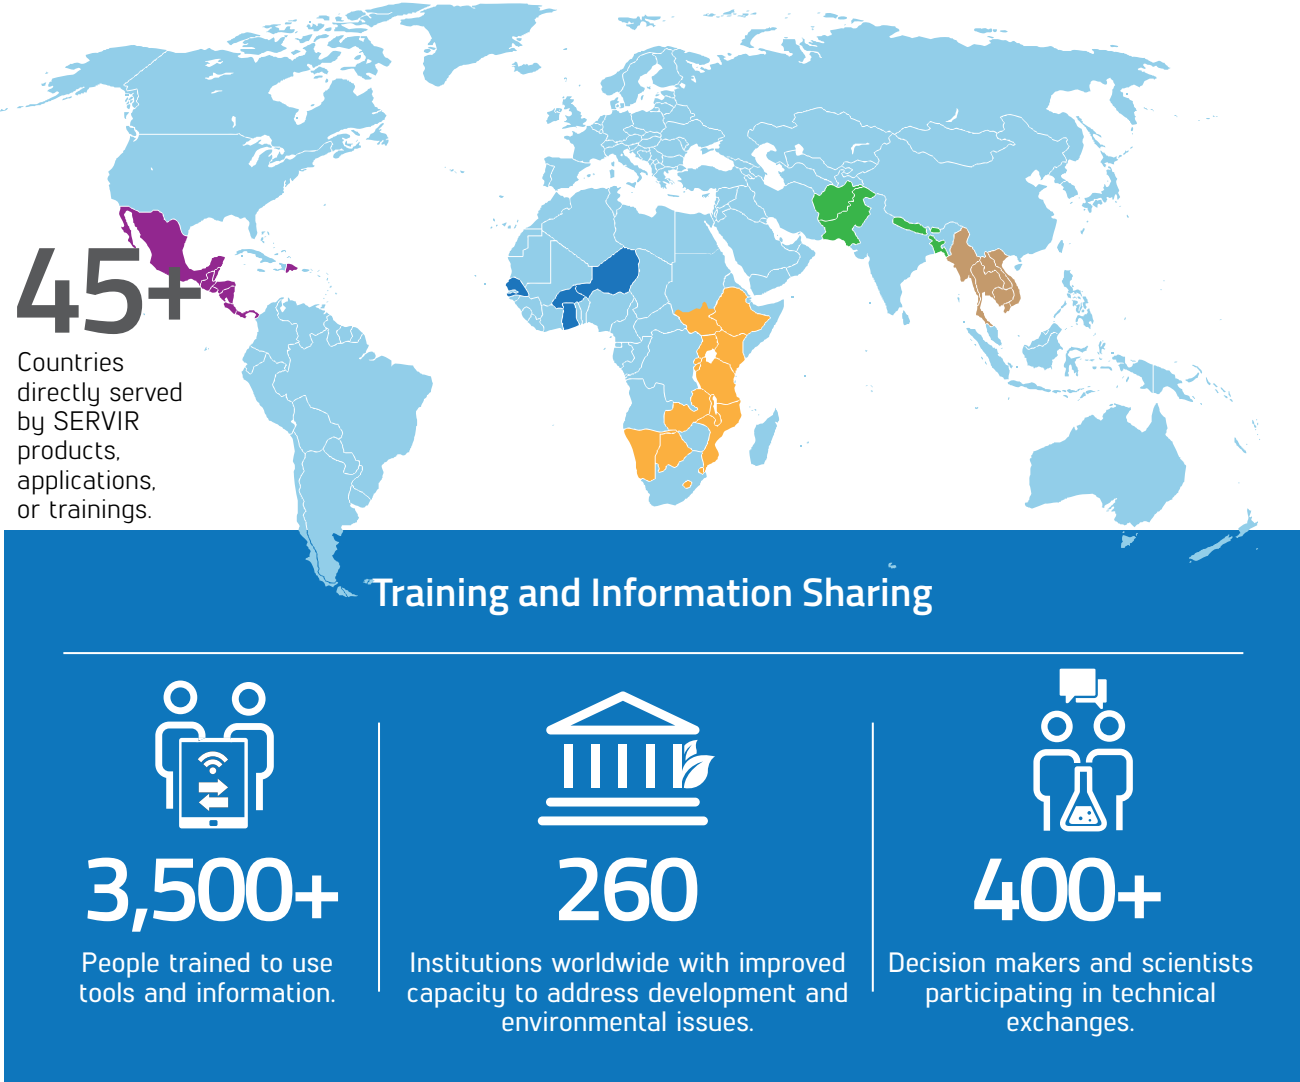 45+
Countries
directly served
by SERVIR
products,
applications,
or trainings.
Training and Information Sharing
3,500+
People trained to use
tools and information.
260
Institutions worldwide with improved
capacity to address development and
environmental issues.
400+
Decision makers and scientists
participating in technical
exchanges.